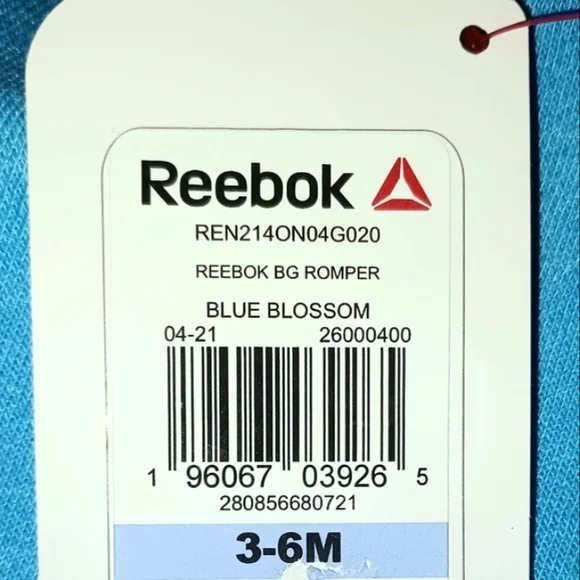 Reebok
REN214ON04G020
REEBOK BG ROMPER
BLUE BLOSSOM
04-21 26000400
1 96067 03926 5
280856680721
3-6M